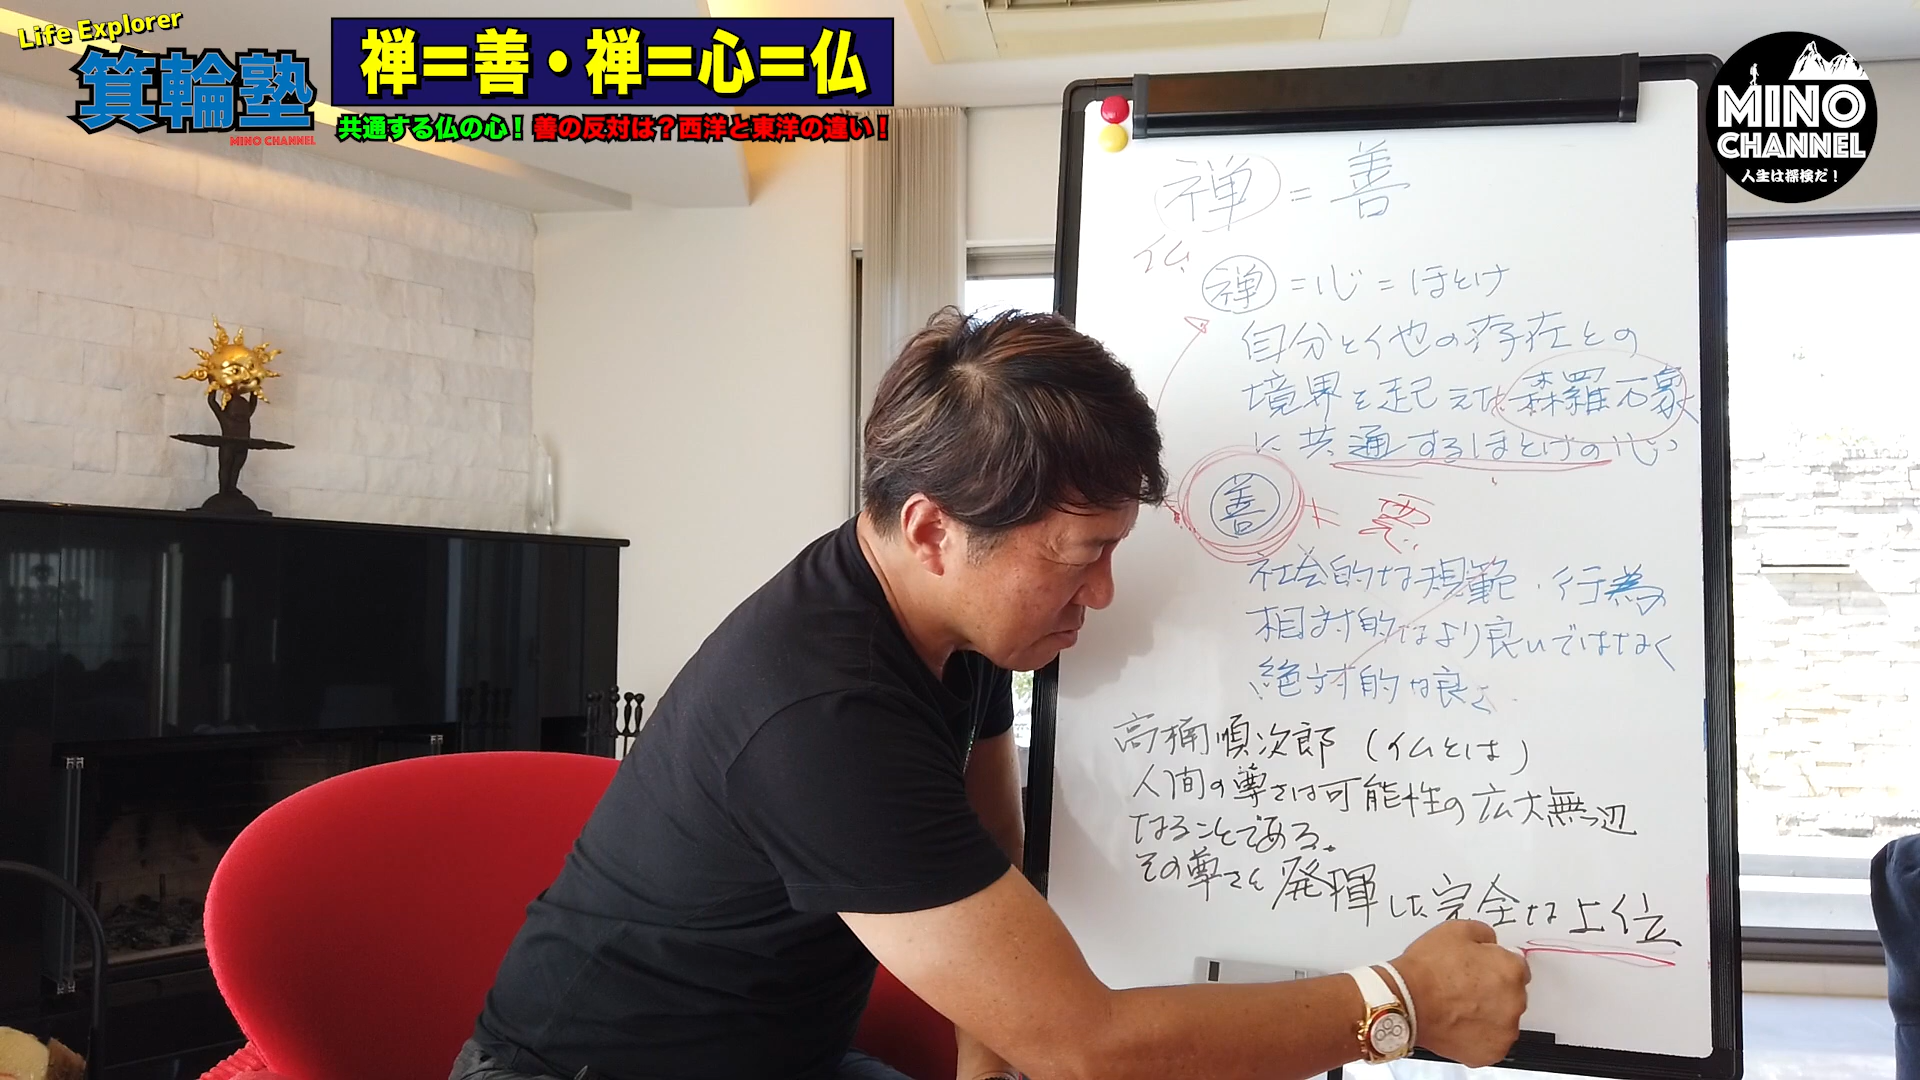 Life Explorer
箕輪塾
MINO CHANNEL
禅＝善・禅＝心＝仏
共通する仏の心！善の反対は？西洋と東洋の違い！
MINO
CHANNEL
人生は探検だ！
禅＝善
仏
禅＝心＝ほとけ
自分と他の存在との
境界を起えた森羅万象
に共通するほとけの心
善 悪
社会的な規範・行為
相対的なより良いではなく
絶対的な良さ
高楠順次郎（仏とは）
人間の尊さは可能性の広大無辺
なることである。
その尊さを発揮した完全な上位